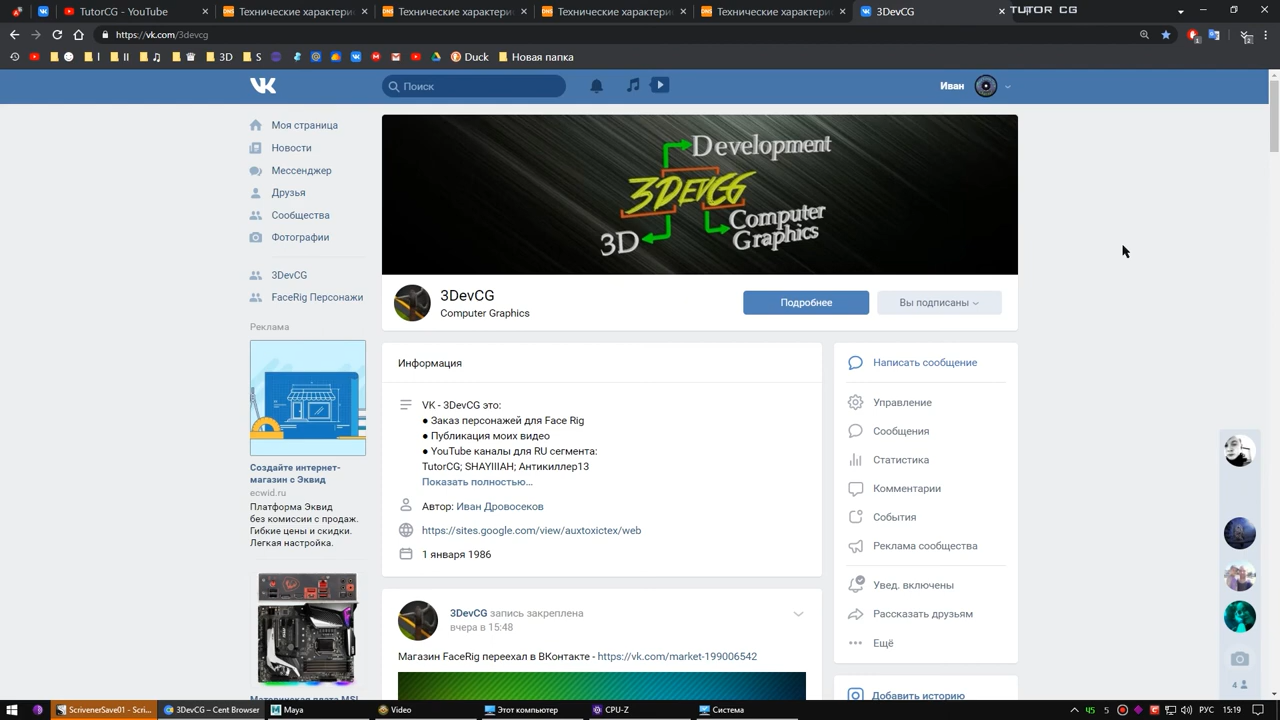 TutorCG - YouTube
Технические характери
Технические характери
Технические характери
Технические характерис
3DevCG
TUTOR CG
https://vk.com/3devcg
3D
S
Duck
Новая папка
Поиск
Иван
Моя страница
Новости
Мессенджер
Друзья
Сообщества
Фотографии
3DevCG
FaceRig Персонажи
Реклама
Создайте интернет-
магазин с Эквид
ecwid.ru
Платформа Эквид
без комиссии с продаж.
Гибкие цены и скидки.
Легкая настройка.
Материнская плата MSI
Development
3DEVCG
3D
Computer
Graphics
3DevCG
Computer Graphics
Подробнее
Вы подписаны
Информация
VK - 3DevCG это:
● Заказ персонажей для Face Rig
● Публикация моих видео
● YouTube каналы для RU сегмента:
TutorCG; SHAYIIIAH; Антикиллер13
Показать полностью...
Автор: Иван Дровосеков
https://sites.google.com/view/auxtoxictex/web
1 января 1986
3DevCG запись закреплена
вчера в 15:48
Магазин FaceRig переехал в ВКонтакте - https://vk.com/market-199006542
Написать сообщение
Управление
Сообщения
Статистика
Комментарии
События
Реклама сообщества
Увед. включены
Рассказать друзьям
Ещё
Добавить историю
4
ScrivenerSave01 - Scri...
3DevCG – Cent Browser
Maya
Video
Этот компьютер
CPU-Z
Система
45
5
РУС
15:19